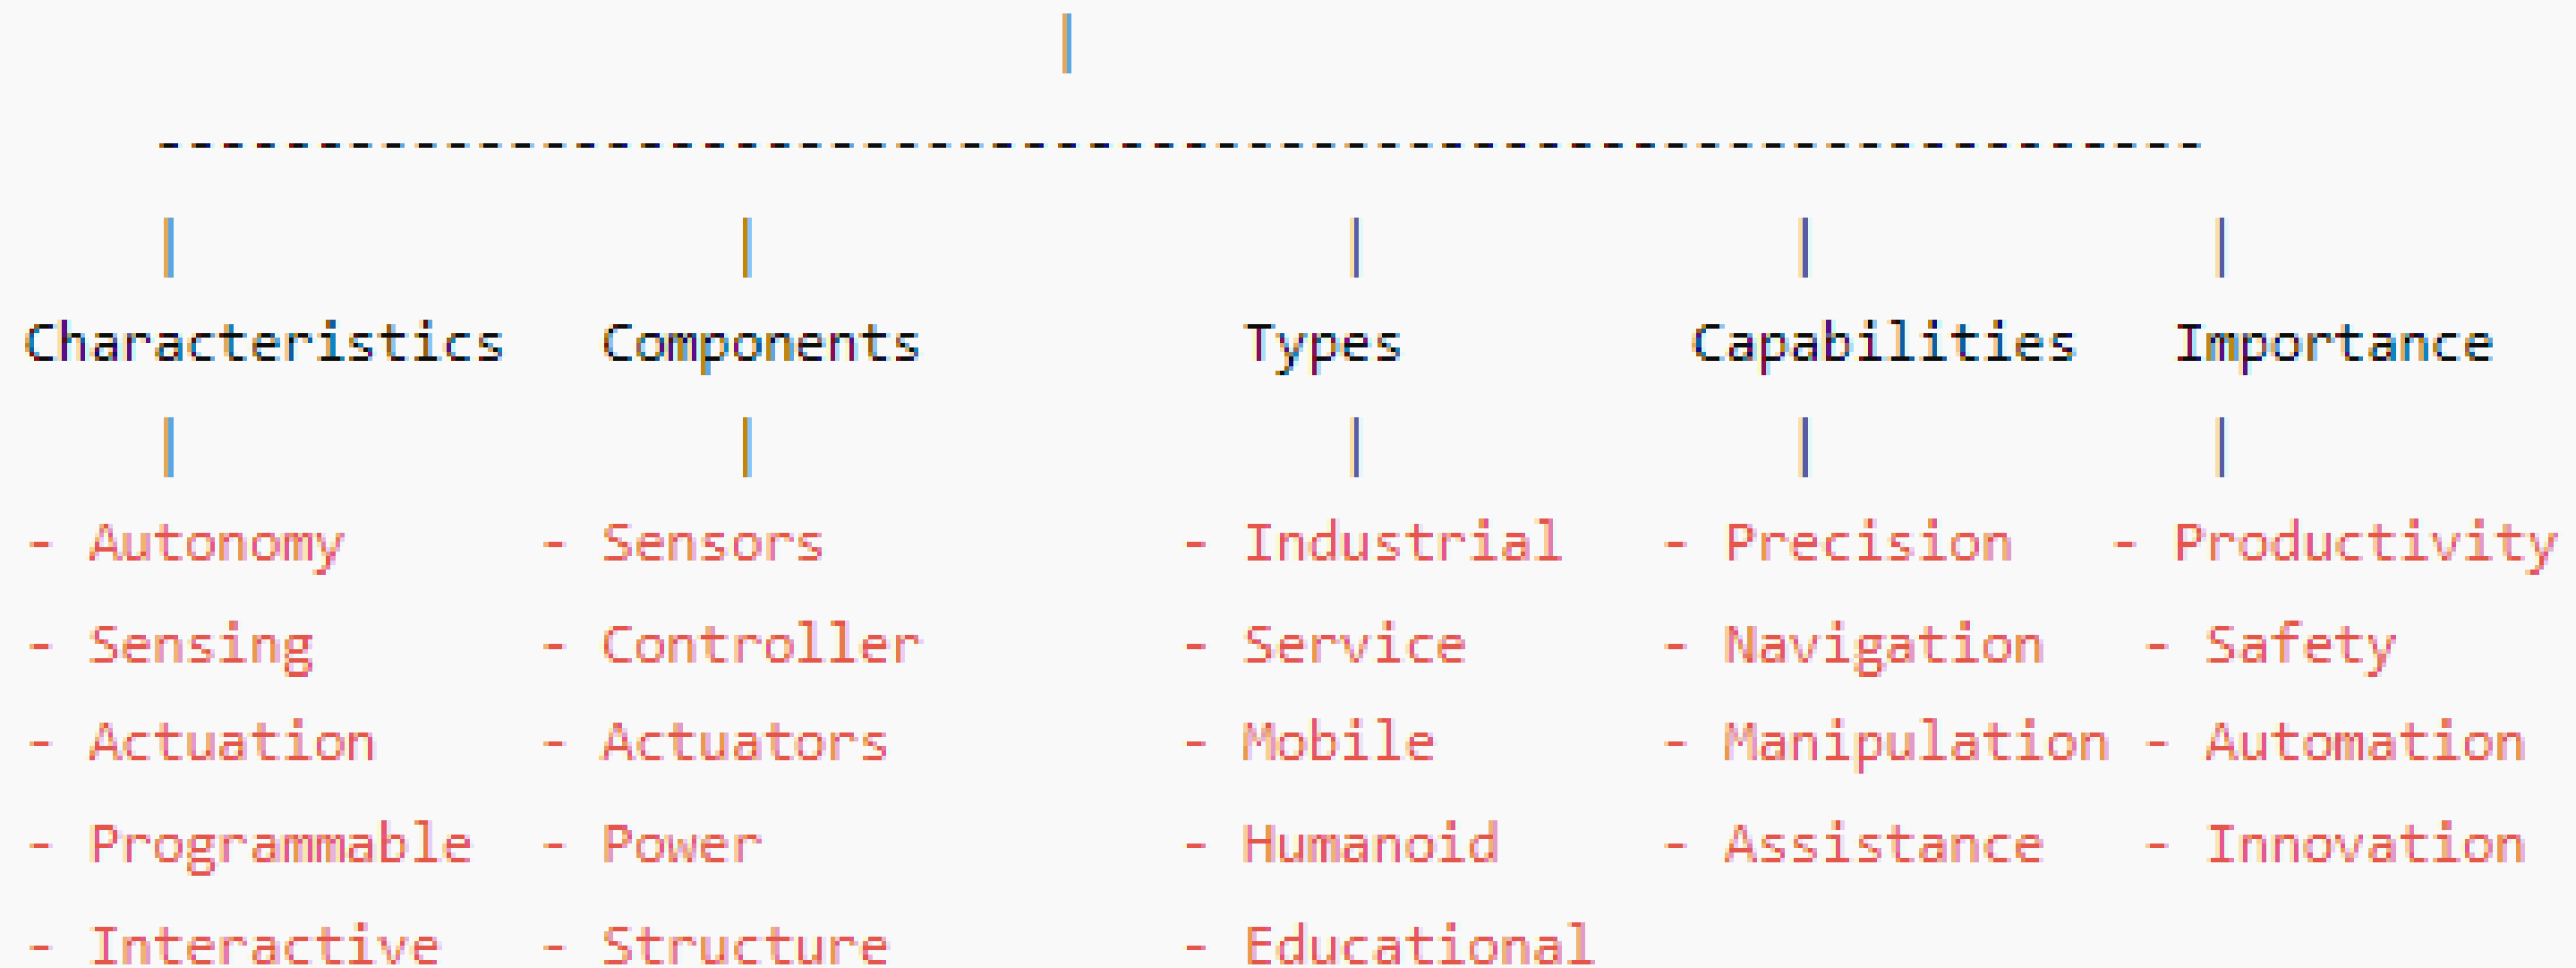 |
----------------------------------------------------------------
| | | | |
Characteristics Components Types Capabilities Importance
| | | | |
- Autonomy - Sensors - Industrial - Precision - Productivity
- Sensing - Controller - Service - Navigation - Safety
- Actuation - Actuators - Mobile - Manipulation - Automation
- Programmable - Power - Humanoid - Assistance - Innovation
- Interactive - Structure - Educational